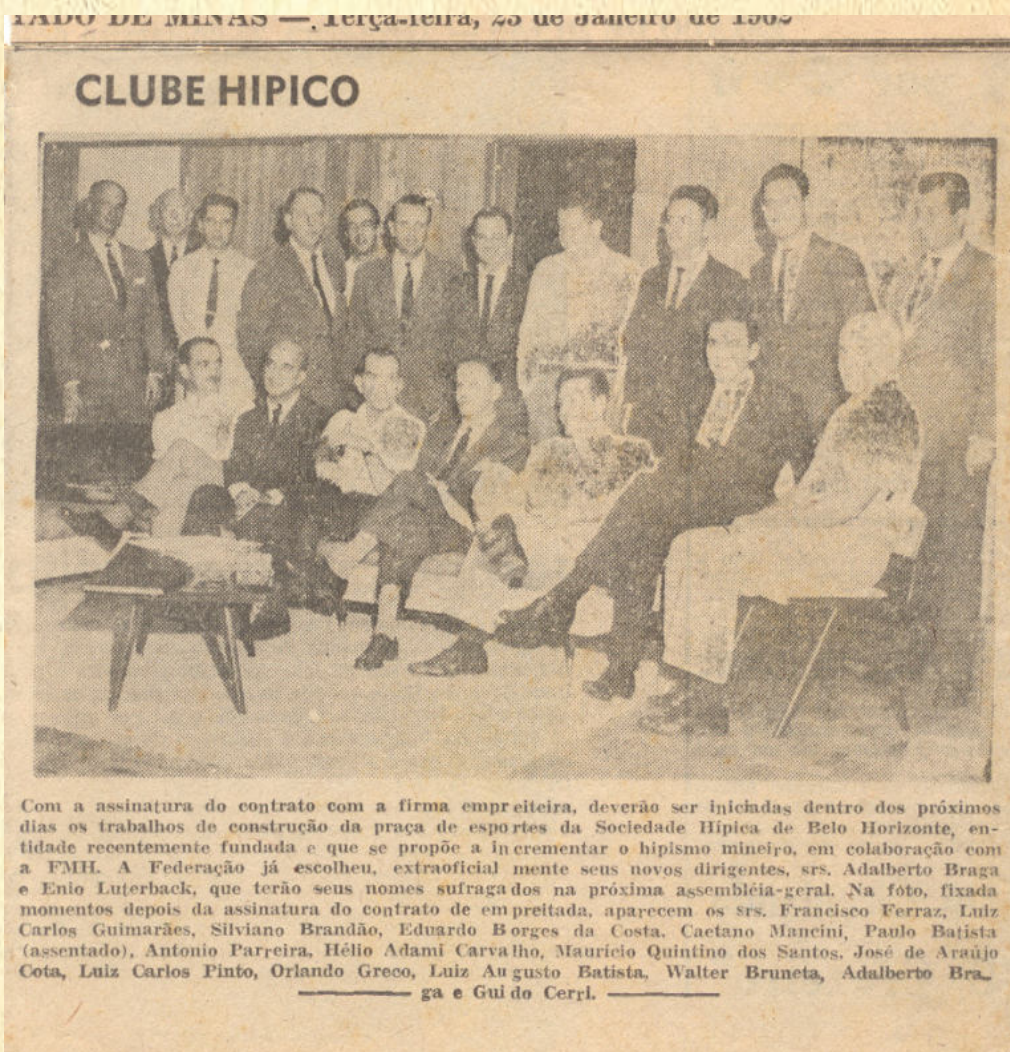 TADO DE MINAS — Terça-feira, 23 de Janeiro de 1962
CLUBE HIPICO
Com a assinatura do contrato com a firma empreiteira, deverão ser iniciadas dentro dos próximos
dias os trabalhos de construção da praça de esportes da Sociedade Hípica de Belo Horizonte, en-
tidade recentemente fundada e que se propõe a incrementar o hipismo mineiro, em colaboração com
a FMH. A Federação já escolheu, extraoficialmente seus novos dirigentes, srs. Adalberto Braga
e Enio Luterback, que terão seus nomes sufragados na próxima assembléia-geral. Na fóto, fixada
momentos depois da assinatura do contrato de empreitada, aparecem os srs. Francisco Ferraz, Luiz
Carlos Guimarães, Silviano Brandão, Eduardo Borges da Costa, Caetano Mancini, Paulo Batista
(assentado), Antonio Parreira, Hélio Adami Carvalho, Maurício Quintino dos Santos, José de Araújo
Cota, Luiz Carlos Pinto, Orlando Greco, Luiz Augusto Batista, Walter Bruneta, Adalberto Bra-
ga e Guido Cerri.